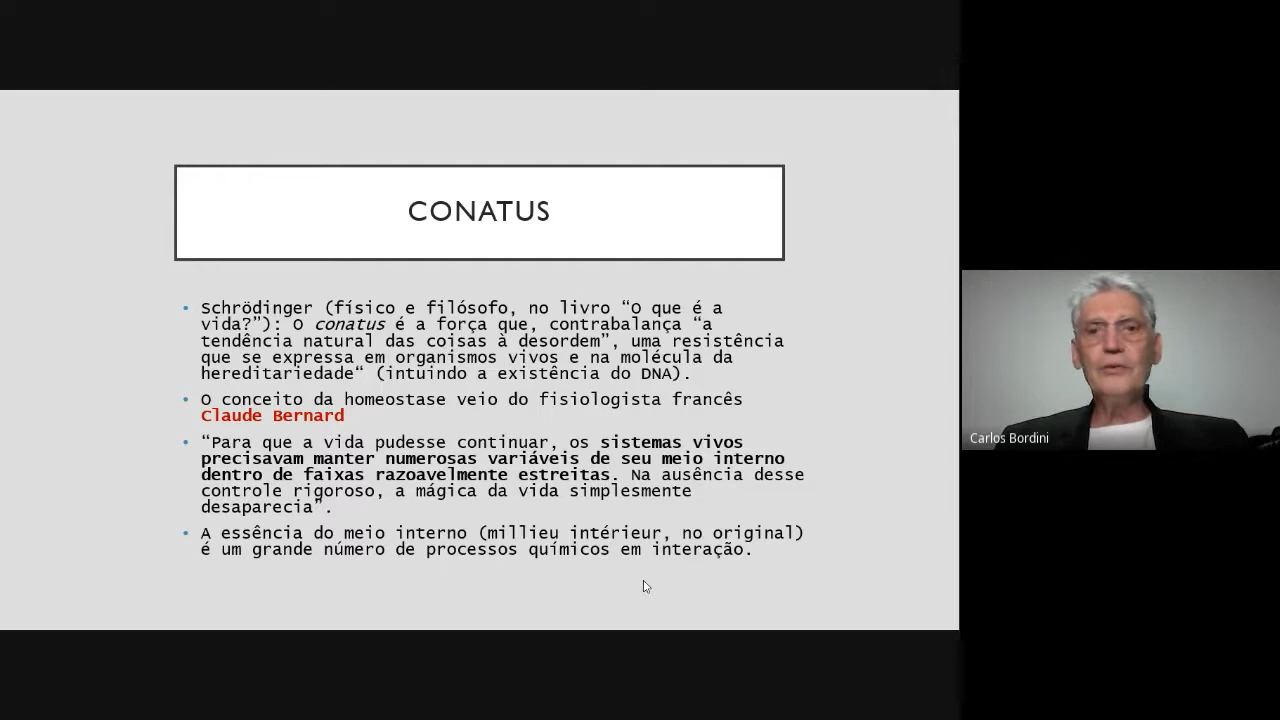 CONATUS
• Schrödinger (físico e filósofo, no livro “O que é a
vida?”): O conatus é a força que, contrabalança “a
tendência natural das coisas à desordem”, uma resistência
que se expressa em organismos vivos e na molécula da
hereditariedade“ (intuindo a existência do DNA).
• O conceito da homeostase veio do fisiologista francês
Claude Bernard
• “Para que a vida pudesse continuar, os sistemas vivos
precisavam manter numerosas variáveis de seu meio interno
dentro de faixas razoavelmente estreitas. Na ausência desse
controle rigoroso, a mágica da vida simplesmente
desaparecia”.
• A essência do meio interno (millieu intérieur, no original)
é um grande número de processos químicos em interação.
Carlos Bordini